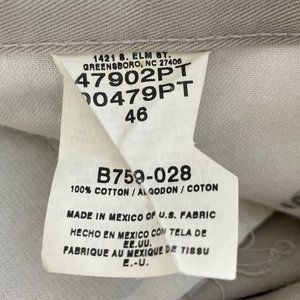 1421 S. ELM ST.
GREENSBORO, NC 27406
47902PT
00479PT
46
B759-028
100% COTTON / ALGODON / COTON
MADE IN MEXICO OF U.S. FABRIC
HECHO EN MEXICO CON TELA DE
EE.UU.
FABRIQUE AU MEXIQUE DE TISSU
E.-U.